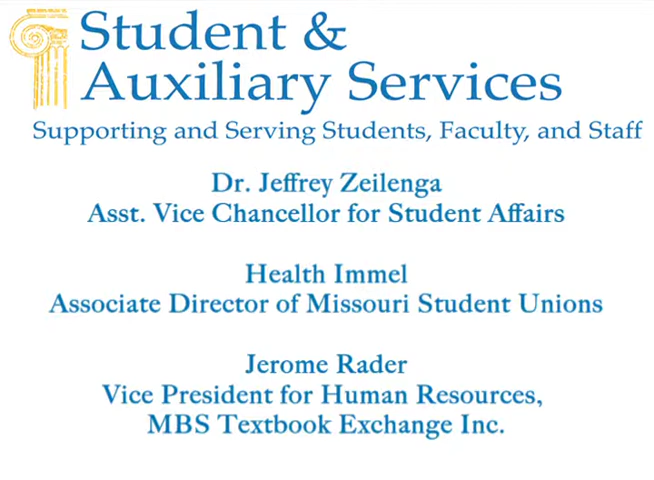 Student &
Auxiliary Services
Supporting and Serving Students, Faculty, and Staff
Dr. Jeffrey Zeilenga
Asst. Vice Chancellor for Student Affairs
Health Immel
Associate Director of Missouri Student Unions
Jerome Rader
Vice President for Human Resources,
MBS Textbook Exchange Inc.